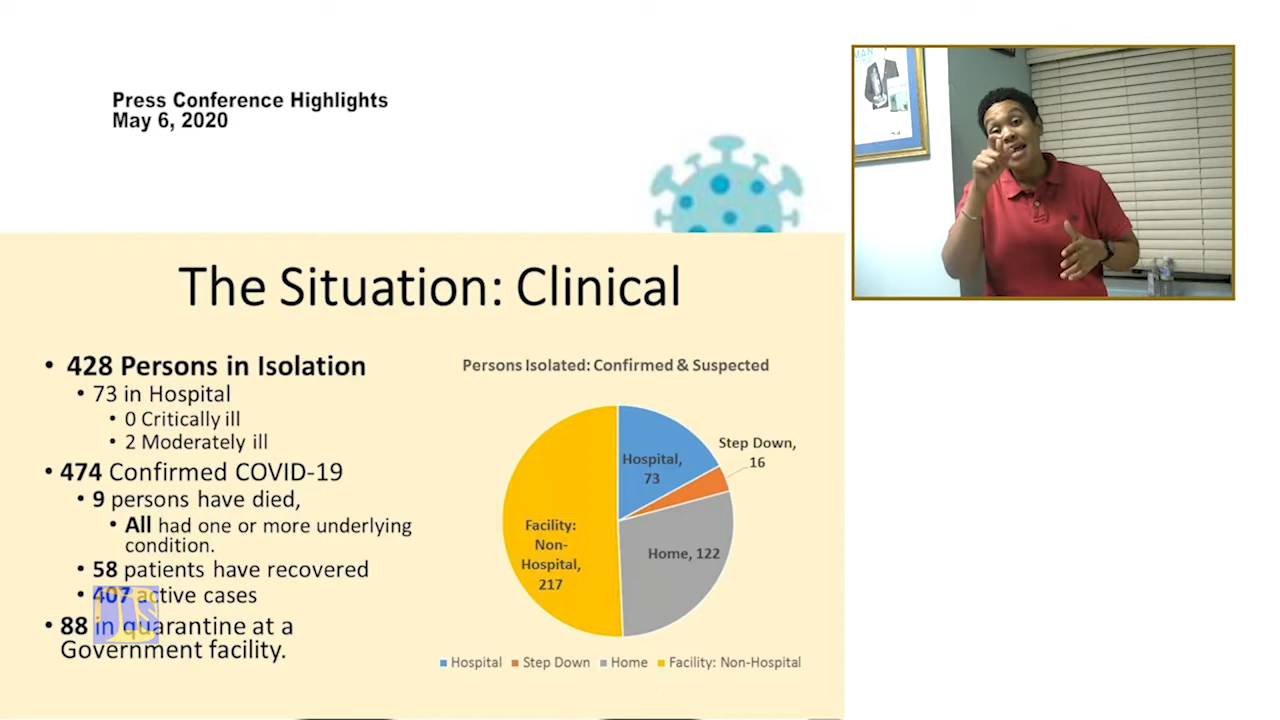 Press Conference Highlights
May 6, 2020
The Situation: Clinical
• 428 Persons in Isolation
• 73 in Hospital
• 0 Critically ill
• 2 Moderately ill
• 474 Confirmed COVID-19
• 9 persons have died,
• All had one or more underlying
condition.
• 58 patients have recovered
• 407 active cases
• 88 in quarantine at a
Government facility.
Persons Isolated: Confirmed & Suspected
Hospital,
73
Step Down,
16
Home, 122
Facility:
Non-
Hospital,
217
Hospital Step Down Home Facility: Non-Hospital
JIS